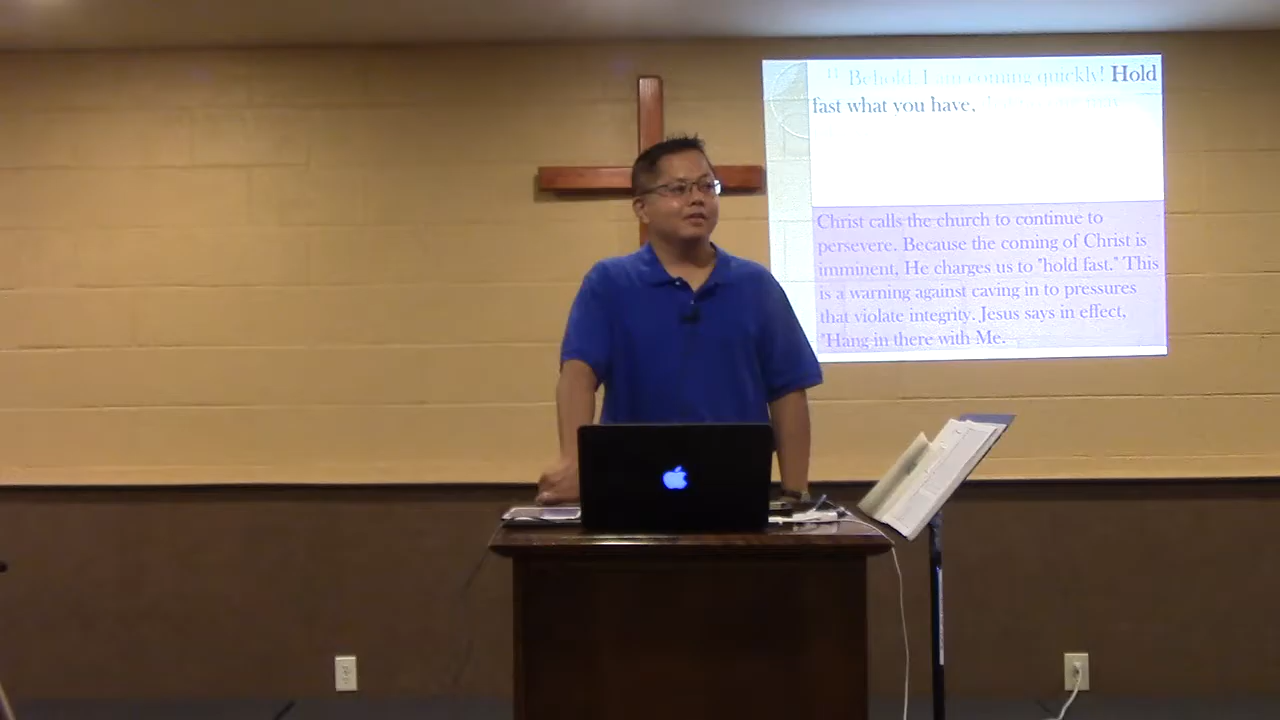 11 Behold, I am coming quickly! Hold
fast what you have,
Christ calls the church to continue to
persevere. Because the coming of Christ is
imminent, He charges us to "hold fast." This
is a warning against caving in to pressures
that violate integrity. Jesus says in effect,
"Hang in there with Me.